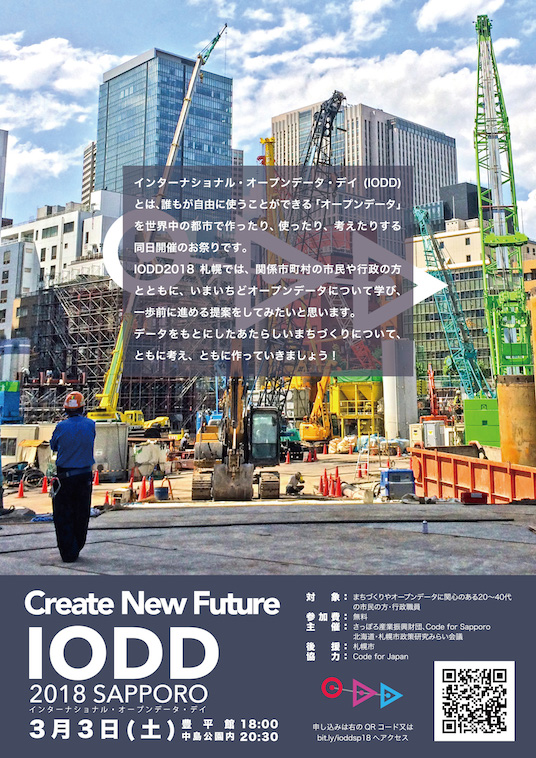 インターナショナル・オープンデータ・デイ (IODD)
とは、誰もが自由に使うことができる「オープンデータ」
を世界中の都市で作ったり、使ったり、考えたりする
同日開催のお祭りです。
IODD2018 札幌では、関係市町村の市民や行政の方
とともに、いまいちどオープンデータについて学び、
一歩前に進める提案をしてみたいと思います。
データをもとにしたあたらしいまちづくりについて、
ともに考え、ともに作っていきましょう！
Create New Future
IODD
2018 SAPPORO
インターナショナル・オープンデータ・デイ
3月3日(土) 豊平館 18:00
中島公園内 20:30
対象：まちづくりやオープンデータに関心のある20〜40代
の市民の方・行政職員
参加費：無料
主催：さっぽろ産業振興財団、Code for Sapporo
北海道・札幌市政策研究みらい会議
後援：札幌市
協力：Code for Japan
申し込みは右の QR コード又は
bit.ly/ioddsp18 へアクセス